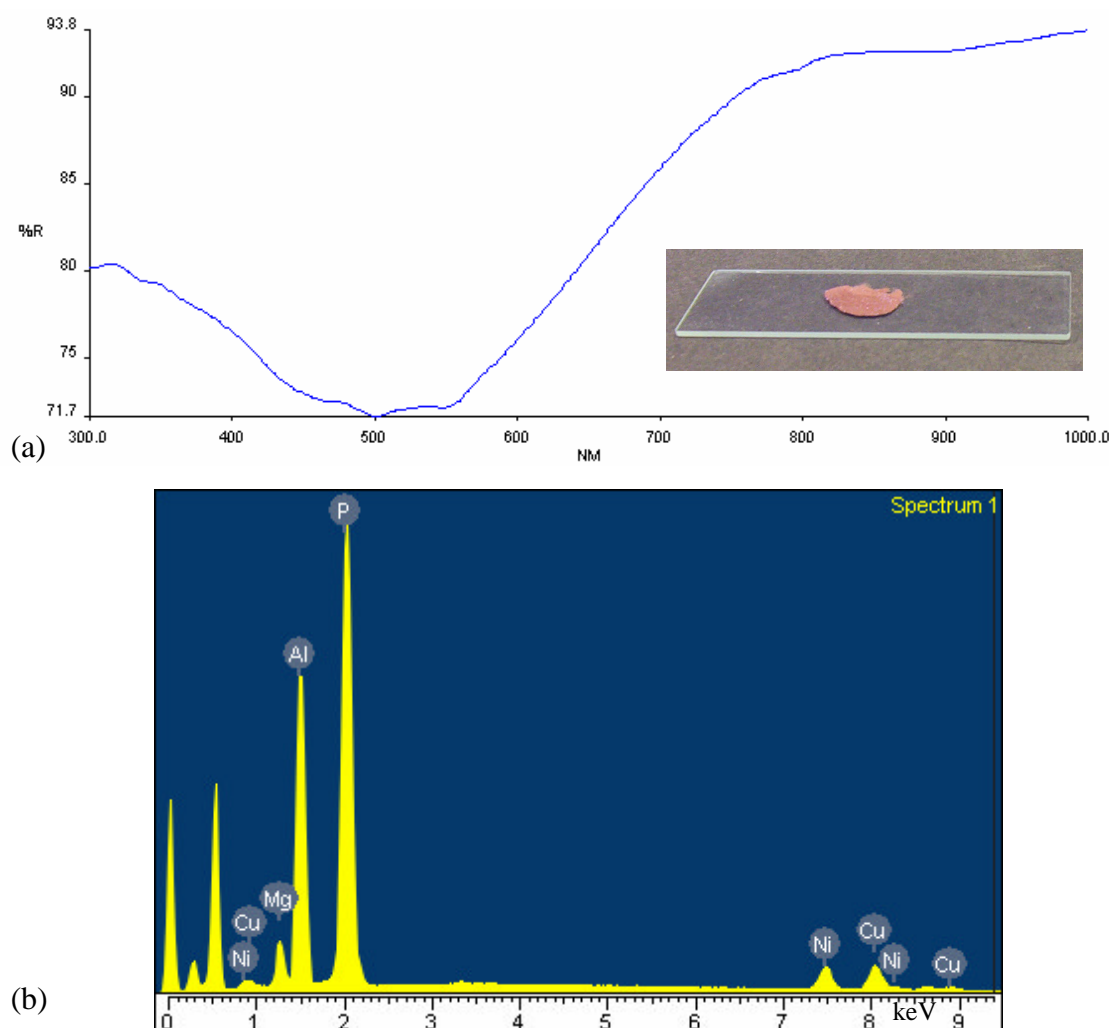 93.8
90
85
%R
80
75
71.7
300.0 400 500 600 700 800 900 1000.0
(a)
NM
Spectrum 1
P
Al
Mg
Cu
Ni
Ni
Cu
Ni
Cu
(b)
0 1 2 3 4 5 6 7 8 9
keV